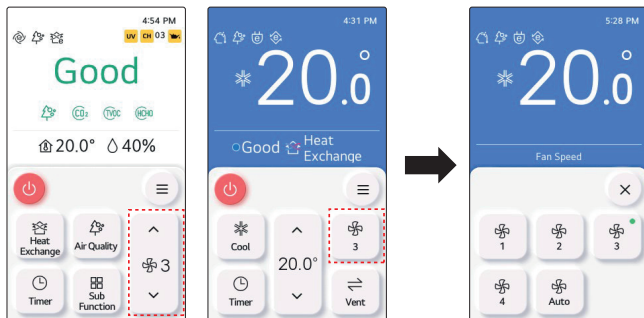 4:54 PM
UV CH 03
Good
CO2 TVOC HCHO
20.0° 40%
Heat
Exchange
Air Quality
3
Timer
Sub
Function
4:31 PM
20.0°
Good Heat
Exchange
Cool
20.0°
3
Timer
Vent
5:28 PM
20.0°
Fan Speed
1 2 3
4 Auto